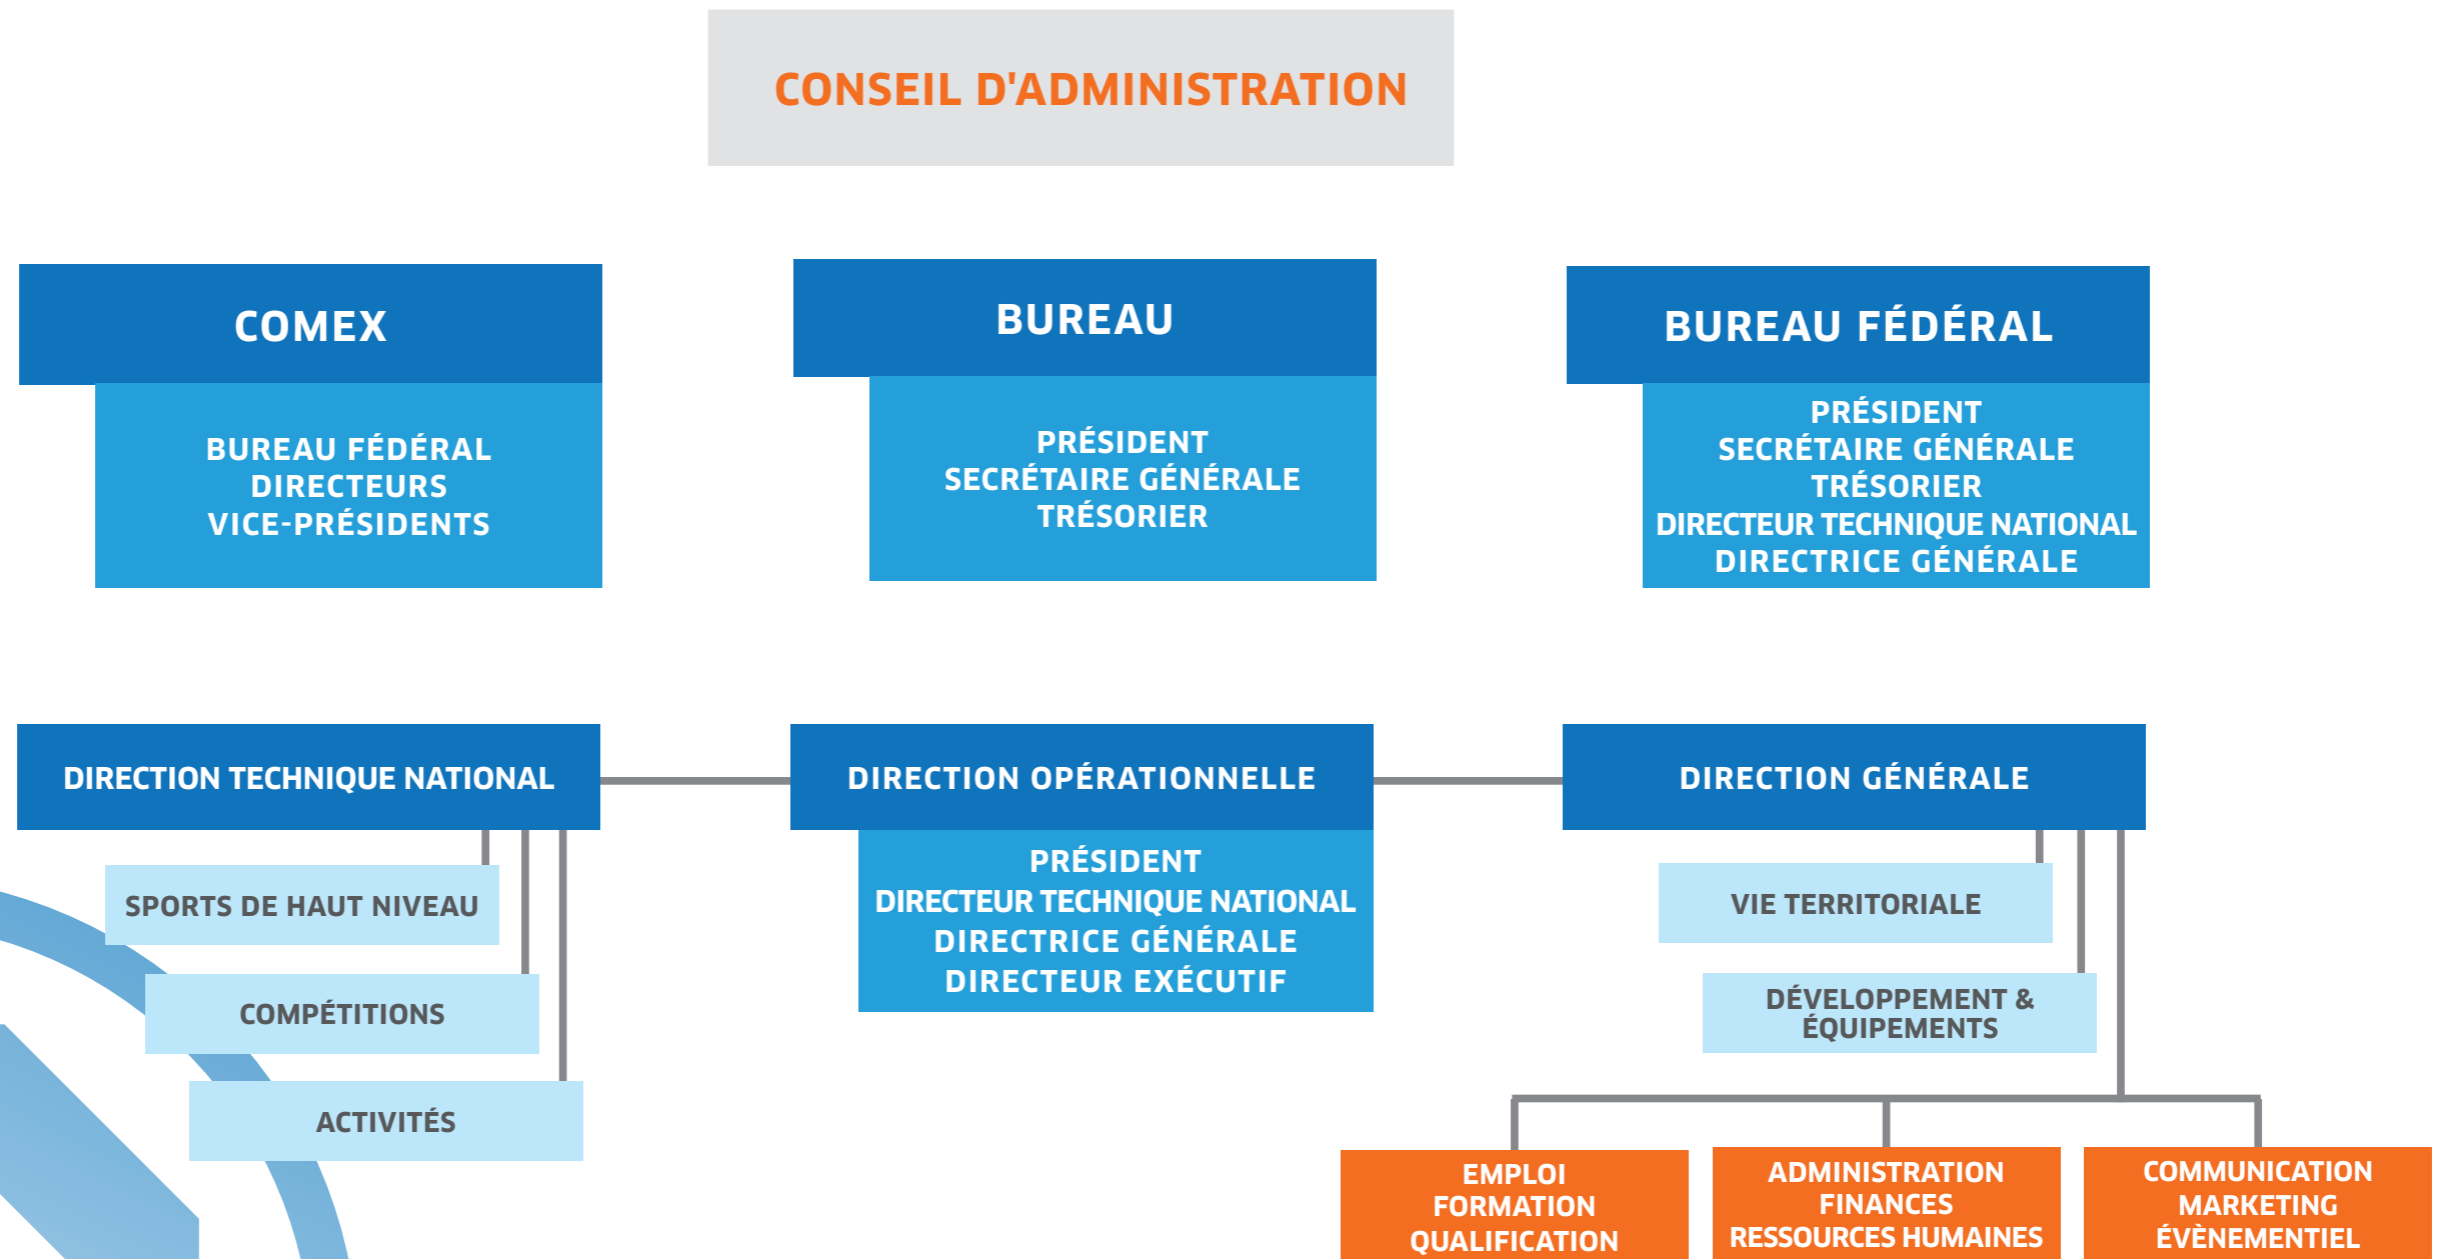 CONSEIL D'ADMINISTRATION
COMEX
BUREAU FÉDÉRAL
DIRECTEURS
VICE-PRÉSIDENTS
BUREAU
PRÉSIDENT
SECRÉTAIRE GÉNÉRALE
TRÉSORIER
BUREAU FÉDÉRAL
PRÉSIDENT
SECRÉTAIRE GÉNÉRALE
TRÉSORIER
DIRECTEUR TECHNIQUE NATIONAL
DIRECTRICE GÉNÉRALE
DIRECTION TECHNIQUE NATIONAL
SPORTS DE HAUT NIVEAU
COMPÉTITIONS
ACTIVITÉS
DIRECTION OPÉRATIONNELLE
PRÉSIDENT
DIRECTEUR TECHNIQUE NATIONAL
DIRECTRICE GÉNÉRALE
DIRECTEUR EXÉCUTIF
DIRECTION GÉNÉRALE
VIE TERRITORIALE
DÉVELOPPEMENT &
ÉQUIPEMENTS
EMPLOI
FORMATION
QUALIFICATION
ADMINISTRATION
FINANCES
RESSOURCES HUMAINES
COMMUNICATION
MARKETING
ÉVÈNEMENTIEL